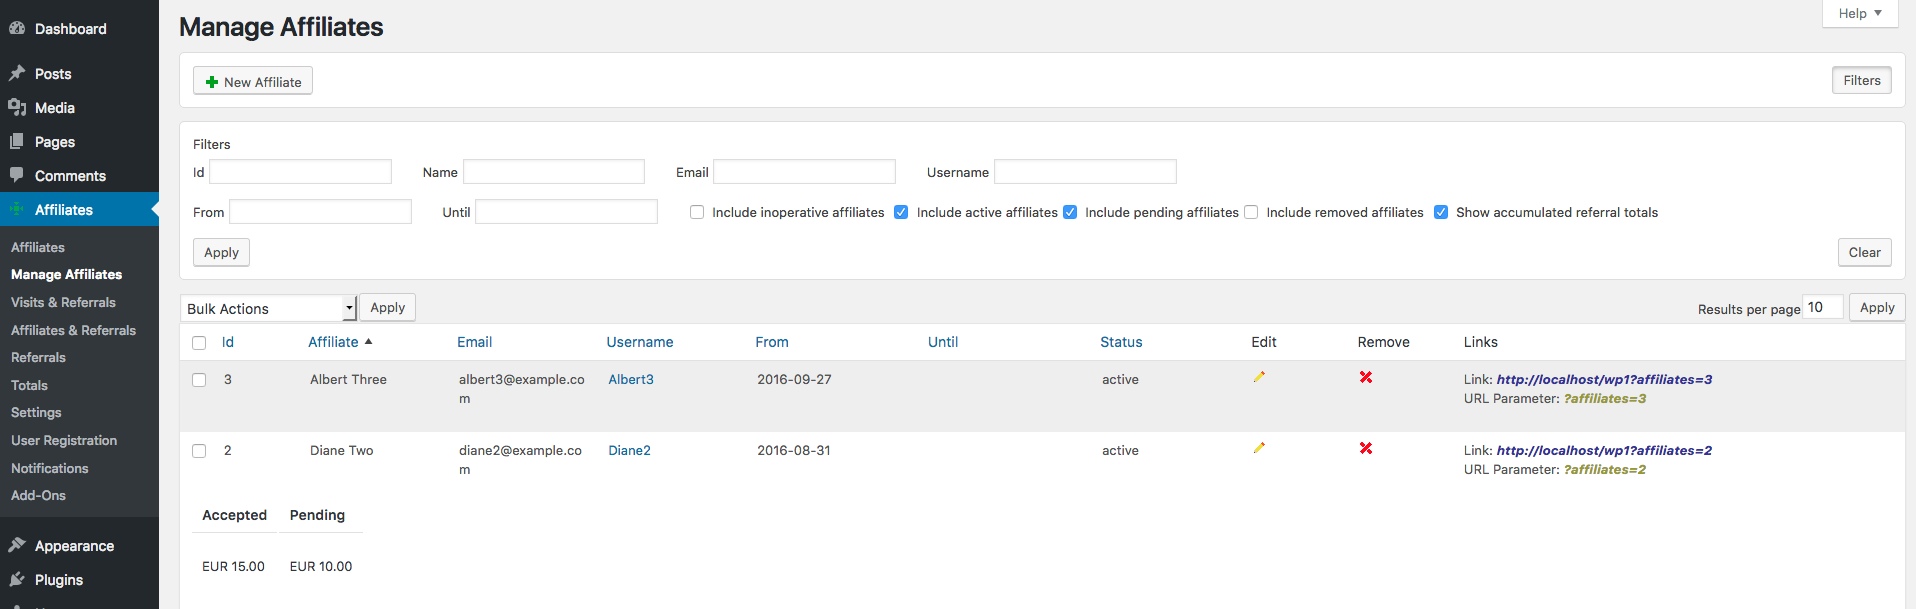 Dashboard
Posts
Media
Pages
Comments
Affiliates
Affiliates
Manage Affiliates
Visits & Referrals
Affiliates & Referrals
Referrals
Totals
Settings
User Registration
Notifications
Add-Ons
Appearance
Plugins
Manage Affiliates
Help
New Affiliate
Filters
Filters
Id Name Email Username
From Until Include inoperative affiliates Include active affiliates Include pending affiliates Include removed affiliates Show accumulated referral totals
Apply Clear
Bulk Actions Apply Results per page 10 Apply
Id Affiliate Email Username From Until Status Edit Remove Links
3 Albert Three albert3@example.co Albert3 2016-09-27 active Link: http://localhost/wp1?affiliates=3
m URL Parameter: ?affiliates=3
2 Diane Two diane2@example.co Diane2 2016-08-31 active Link: http://localhost/wp1?affiliates=2
m URL Parameter: ?affiliates=2
Accepted Pending
EUR 15.00 EUR 10.00